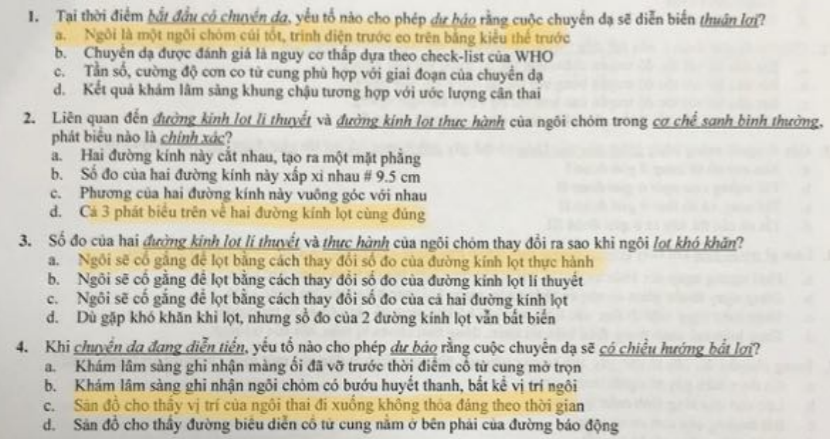 1. Tại thời điểm bắt đầu có chuyển dạ, yếu tố nào cho phép dự báo rằng cuộc chuyển dạ sẽ diễn biến thuận lợi?
a. Ngôi là một ngôi chỏm cúi tốt, trình diện trước eo trên bằng kiểu thế trước
b. Chuyển dạ được đánh giá là nguy cơ thấp dựa theo check-list của WHO
c. Tần số, cường độ cơn co tử cung phù hợp với giai đoạn của chuyển dạ
d. Kết quả khám lâm sàng khung chậu tương hợp với ước lượng cân thai
2. Liên quan đến đường kính lọt lí thuyết và đường kính lọt thực hành của ngôi chỏm trong cơ chế sanh bình thường, phát biểu nào là chính xác?
a. Hai đường kính này cắt nhau, tạo ra một mặt phẳng
b. Số đo của hai đường kính này xấp xỉ nhau # 9.5 cm
c. Phương của hai đường kính này vuông góc với nhau
d. Cả 3 phát biểu trên về hai đường kính lọt cùng đúng
3. Số đo của hai đường kính lọt lí thuyết và thực hành của ngôi chỏm thay đổi ra sao khi ngôi lọt khó khăn?
a. Ngôi sẽ cố gắng để lọt bằng cách thay đổi số đo của đường kính lọt thực hành
b. Ngôi sẽ cố gắng để lọt bằng cách thay đổi số đo của đường kính lọt lí thuyết
c. Ngôi sẽ cố gắng để lọt bằng cách thay đổi số đo của cả hai đường kính lọt
d. Dù gặp khó khăn khi lọt, nhưng số đo của 2 đường kính lọt vẫn bất biến
4. Khi chuyển dạ đang diễn tiến, yếu tố nào cho phép dự báo rằng cuộc chuyển dạ sẽ có chiều hướng bất lợi?
a. Khám lâm sàng ghi nhận màng ối đã vỡ trước thời điểm cổ tử cung mở trọn
b. Khám lâm sàng ghi nhận ngôi chỏm có bướu huyết thanh, bất kể vị trí ngôi
c. Sản đồ cho thấy vị trí của ngôi thai đi xuống không thỏa đáng theo thời gian
d. Sản đồ cho thấy đường biểu diễn cổ tử cung nằm ở bên phải của đường báo động